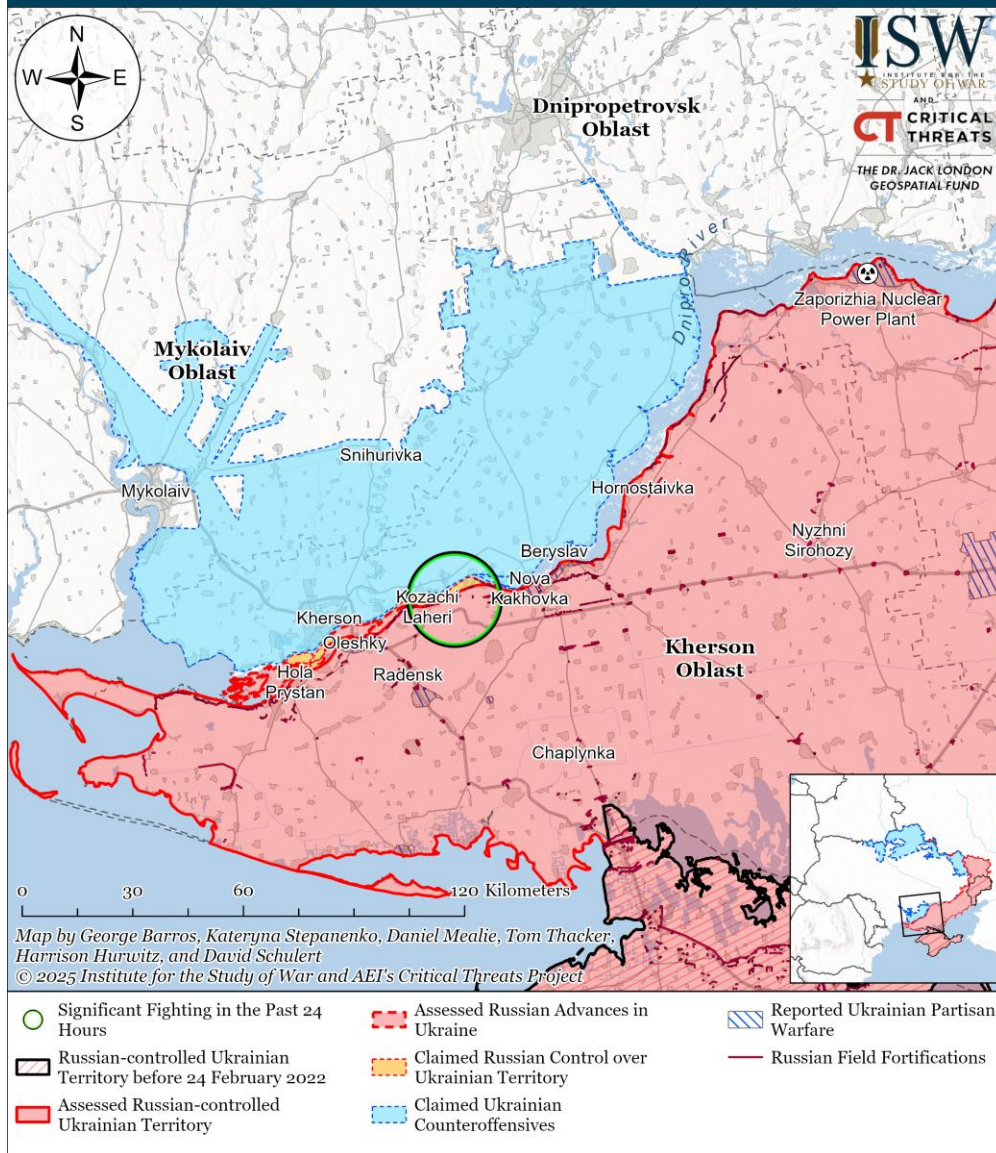 N
W
E
S
ISW
INSTITUTE FOR THE
STUDY OF WAR
AND
CT CRITICAL
THREATS
THE DR. JACK LONDON
GEOSPATIAL FUND
Dnipropetrovsk
Oblast
Dnipro River
Zaporizhia Nuclear
Power Plant
Mykolaiv
Oblast
Snihurivka
Mykolaiv
Hornostaivka
Nyzhni
Sirohozy
Beryslav
Nova
Kakhovka
Kozachi
Laheri
Kherson
Oleshky
Kherson
Oblast
Hola
Prystan
Radensk
Chaplynka
0 30 60 120 Kilometers
Map by George Barros, Kateryna Stepanenko, Daniel Mealie, Tom Thacker,
Harrison Hurwitz, and David Schulert
© 2025 Institute for the Study of War and AEI's Critical Threats Project
Significant Fighting in the Past 24
Hours
Russian-controlled Ukrainian
Territory before 24 February 2022
Assessed Russian-controlled
Ukrainian Territory
Assessed Russian Advances in
Ukraine
Claimed Russian Control over
Ukrainian Territory
Claimed Ukrainian
Counteroffensives
Reported Ukrainian Partisan
Warfare
Russian Field Fortifications